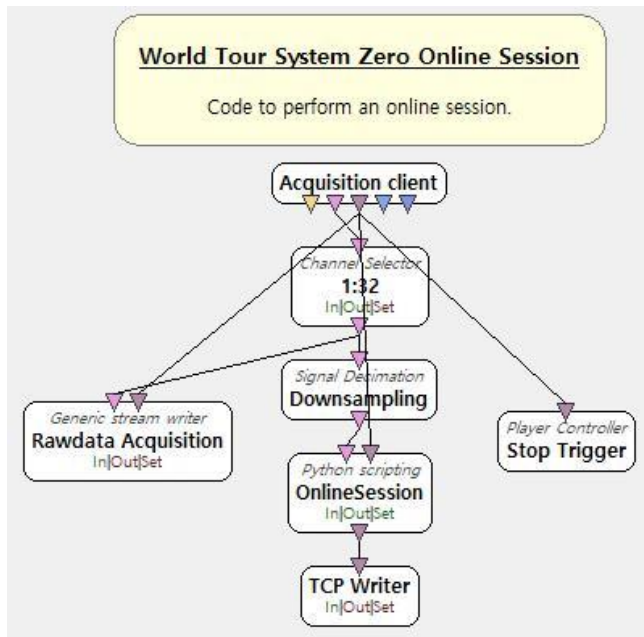 World Tour System Zero Online Session
Code to perform an online session.
Acquisition client
Channel Selector
1:32
In|Out|Set
Signal Decimation
Downsampling
Generic stream writer
Rawdata Acquisition
In|Out|Set
Player Controller
Stop Trigger
Python scripting
OnlineSession
In|Out|Set
TCP Writer
In|Out|Set